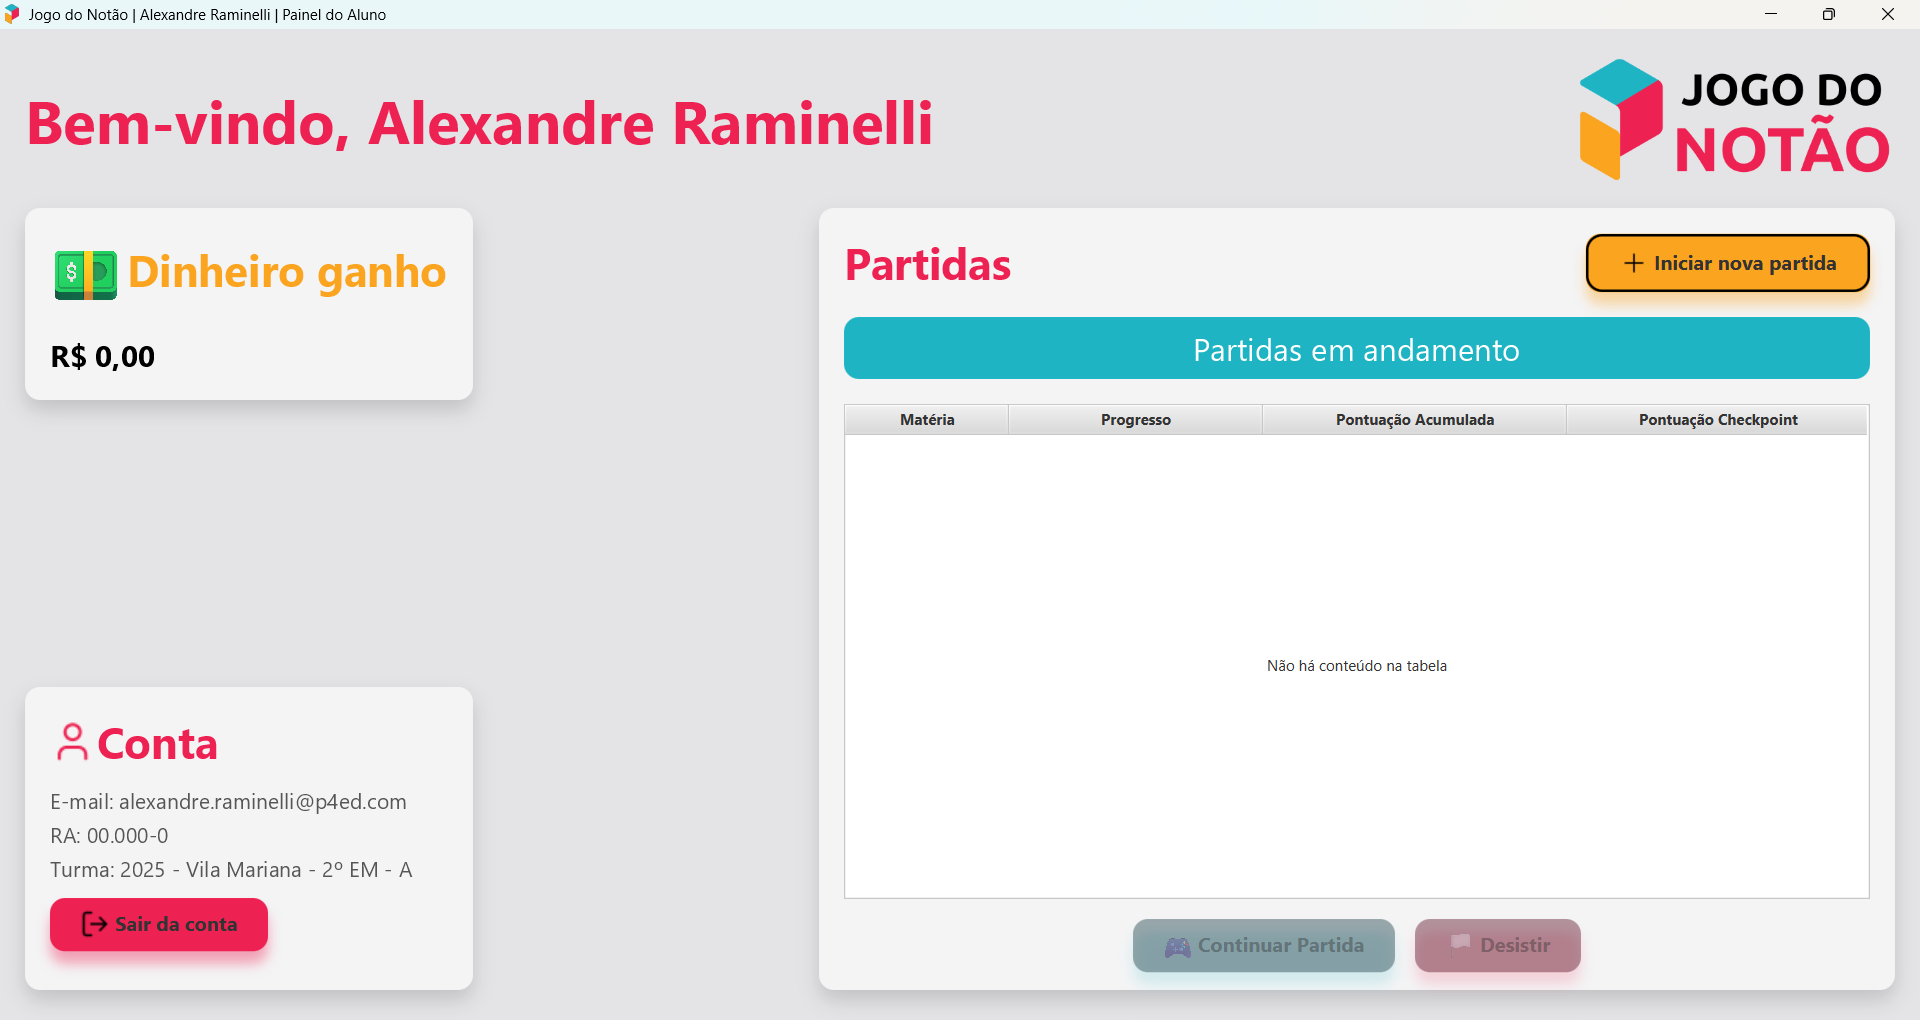 Jogo do Notão | Alexandre Raminelli | Painel do Aluno
Bem-vindo, Alexandre Raminelli
JOGO DO
NOTÃO
Dinheiro ganho
R$ 0,00
Partidas
Iniciar nova partida
Partidas em andamento
Matéria Progresso Pontuação Acumulada Pontuação Checkpoint
Não há conteúdo na tabela
Conta
E-mail: alexandre.raminelli@p4ed.com
RA: 00.000-0
Turma: 2025 - Vila Mariana - 2º EM - A
Sair da conta
Continuar Partida
Desistir